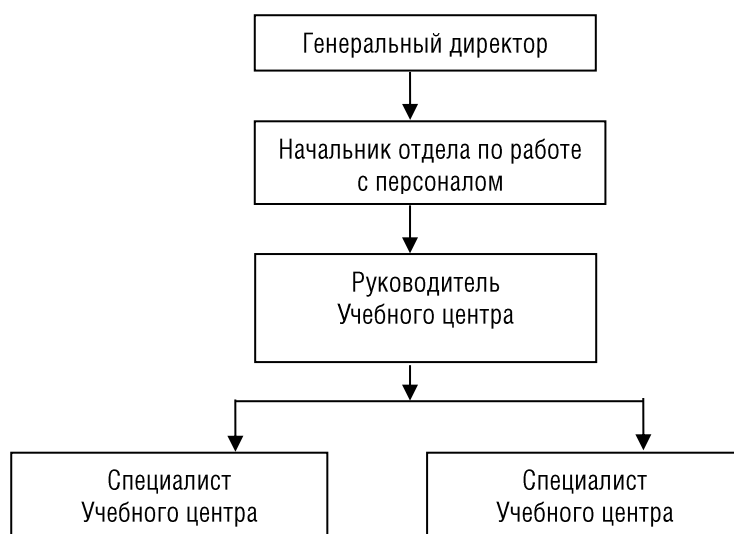 Генеральный директор
Начальник отдела по работе
с персоналом
Руководитель
Учебного центра
Специалист
Учебного центра
Специалист
Учебного центра